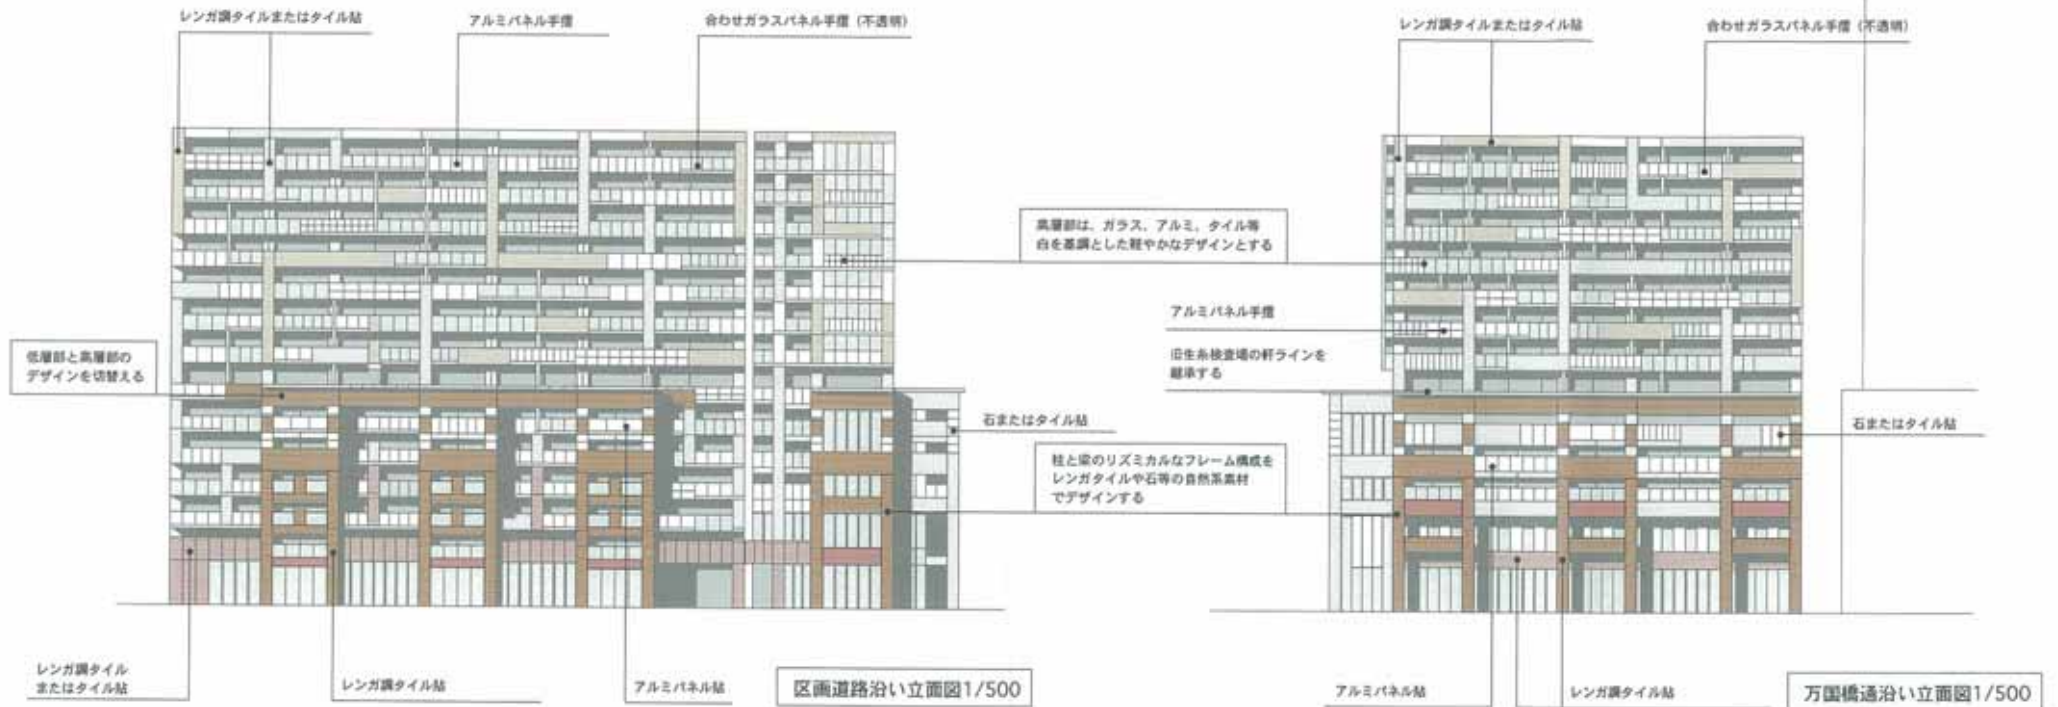 レンガ調タイルまたはタイル貼
アルミパネル手摺
合わせガラスパネル手摺（不透明）
レンガ調タイルまたはタイル貼
合わせガラスパネル手摺（不透明）
高層部は、ガラス、アルミ、タイル等
白を基調とした軽やかなデザインとする
アルミパネル手摺
旧生糸検査場の軒ラインを
継承する
低層部と高層部の
デザインを切替える
石またはタイル貼
石またはタイル貼
柱と梁のリズミカルなフレーム構成を
レンガタイルや石等の自然系素材
でデザインする
レンガ調タイル
またはタイル貼
レンガ調タイル貼
アルミパネル貼
区画道路沿い立面図1/500
アルミパネル貼
レンガ調タイル貼
万国橋通沿い立面図1/500